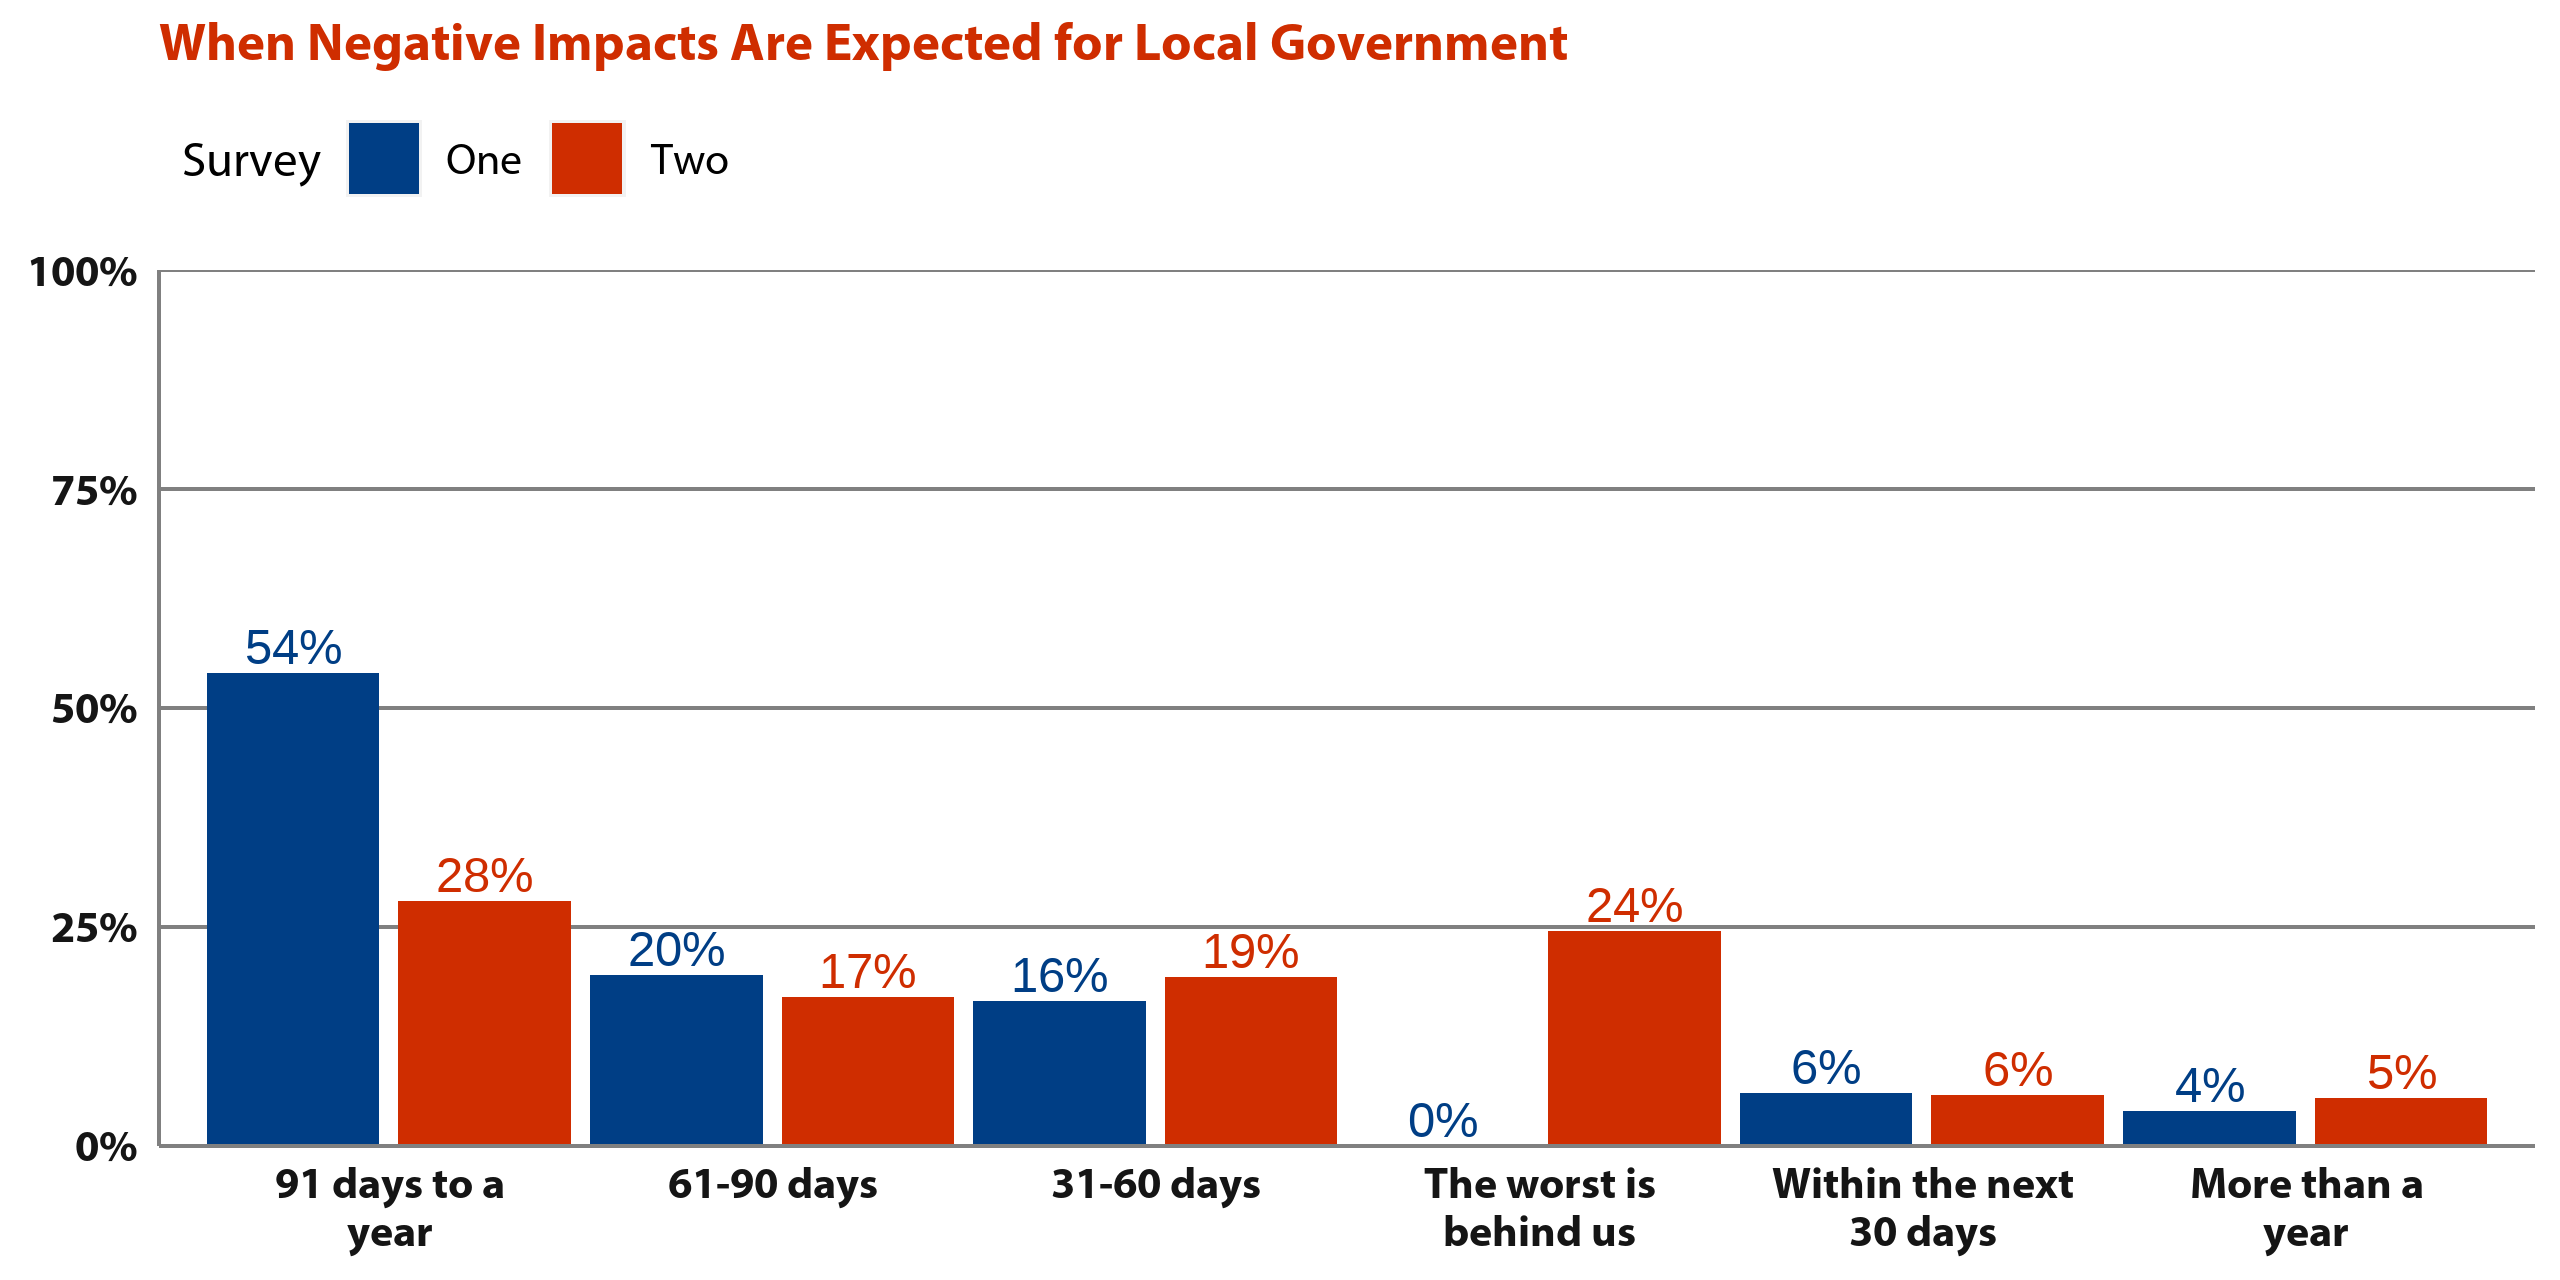 When Negative Impacts Are Expected for Local Government
Survey One Two
100%
75%
50%
25%
0%
54%
28%
20%
17%
16%
19%
0%
24%
6%
6%
4%
5%
91 days to a
year
61-90 days
31-60 days
The worst is
behind us
Within the next
30 days
More than a
year